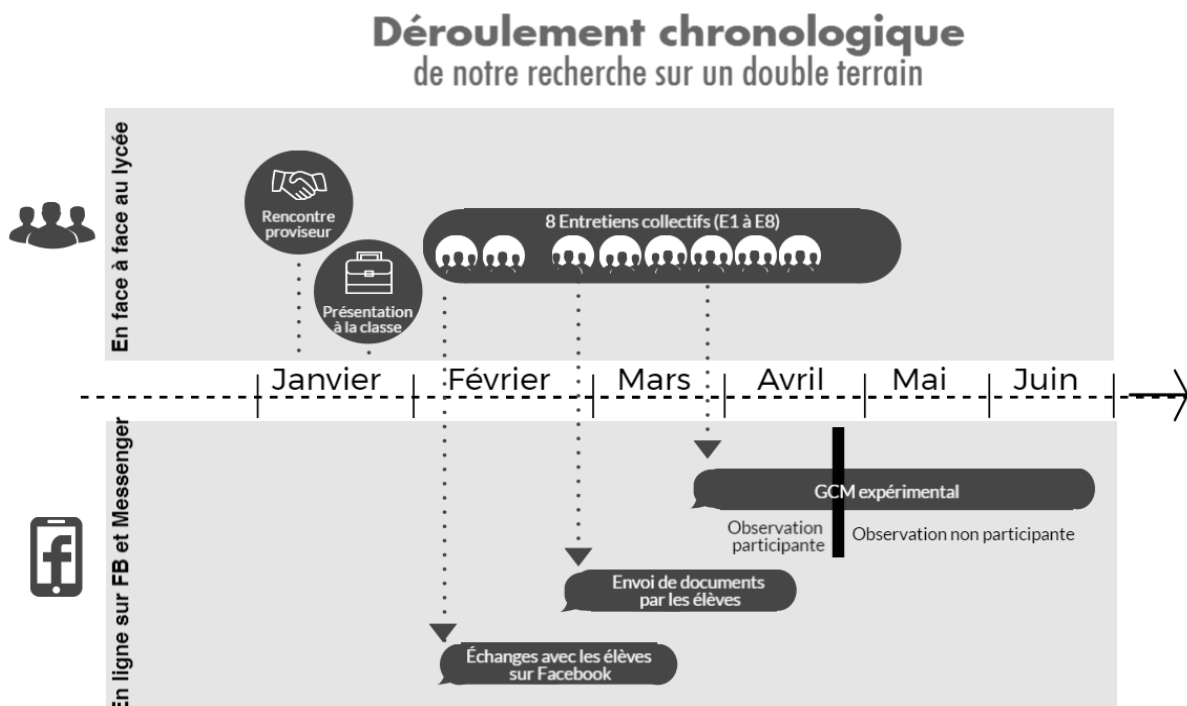 Déroulement chronologique
de notre recherche sur un double terrain
En face à face au lycée
Rencontre
proviseur
Présentation
à la classe
8 Entretiens collectifs (E1 à E8)
Janvier
Février
Mars
Avril
Mai
Juin
En ligne sur FB et Messenger
GCM expérimental
Observation
participante
Observation non participante
Envoi de documents
par les élèves
Échanges avec les élèves
sur Facebook